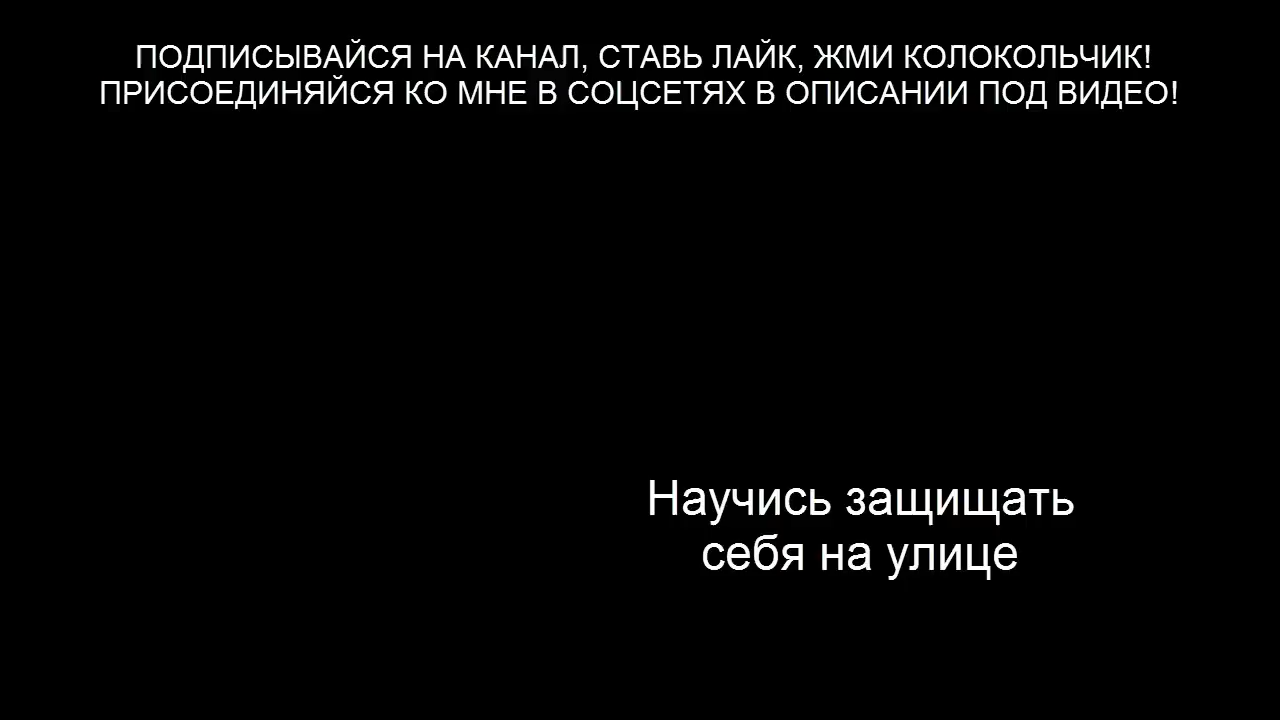 ПОДПИСЫВАЙСЯ НА КАНАЛ, СТАВЬ ЛАЙК, ЖМИ КОЛОКОЛЬЧИК!
ПРИСОЕДИНЯЙСЯ КО МНЕ В СОЦСЕТЯХ В ОПИСАНИИ ПОД ВИДЕО!
Научись защищать
себя на улице